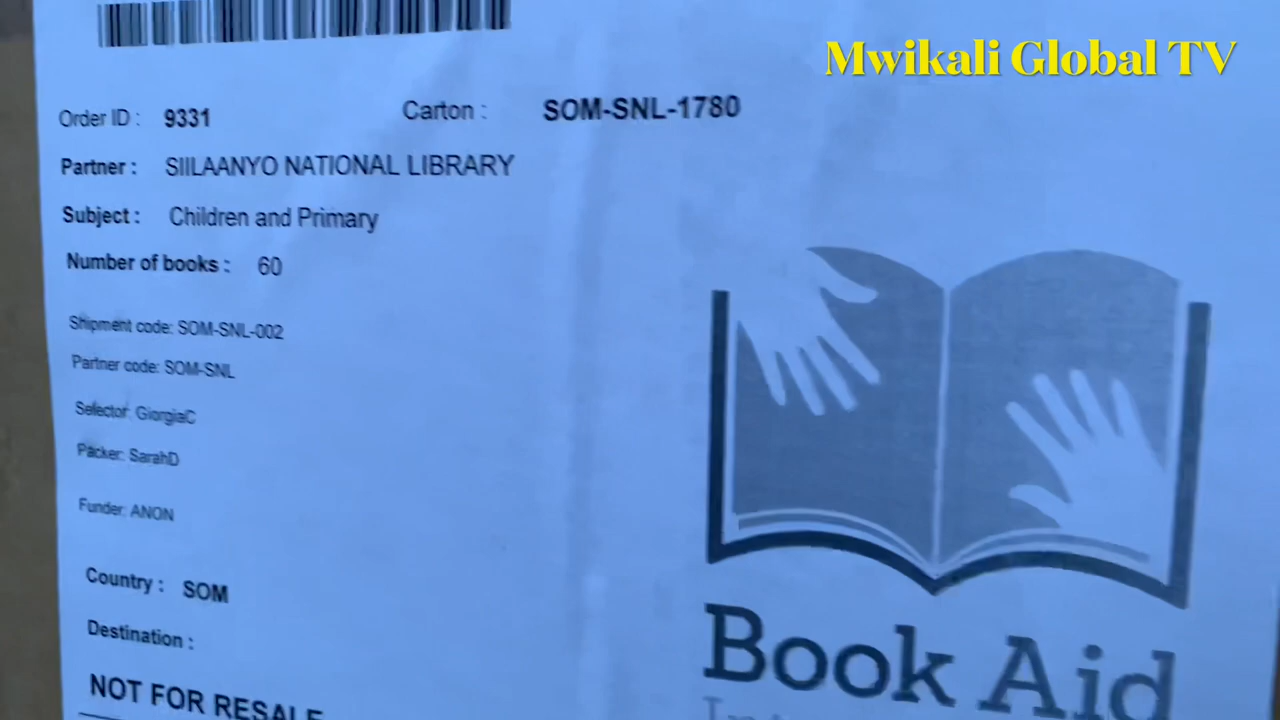 Mwikali Global TV
Order ID : 9331 Carton : SOM-SNL-1780
Partner : SIILAANYO NATIONAL LIBRARY
Subject : Children and Primary
Number of books : 60
Shipment code: SOM-SNL-002
Partner code: SOM-SNL
Selector: GiorgiaC
Packer: SarahD
Funder: ANON
Country : SOM
Destination :
NOT FOR RESALE
Book Aid